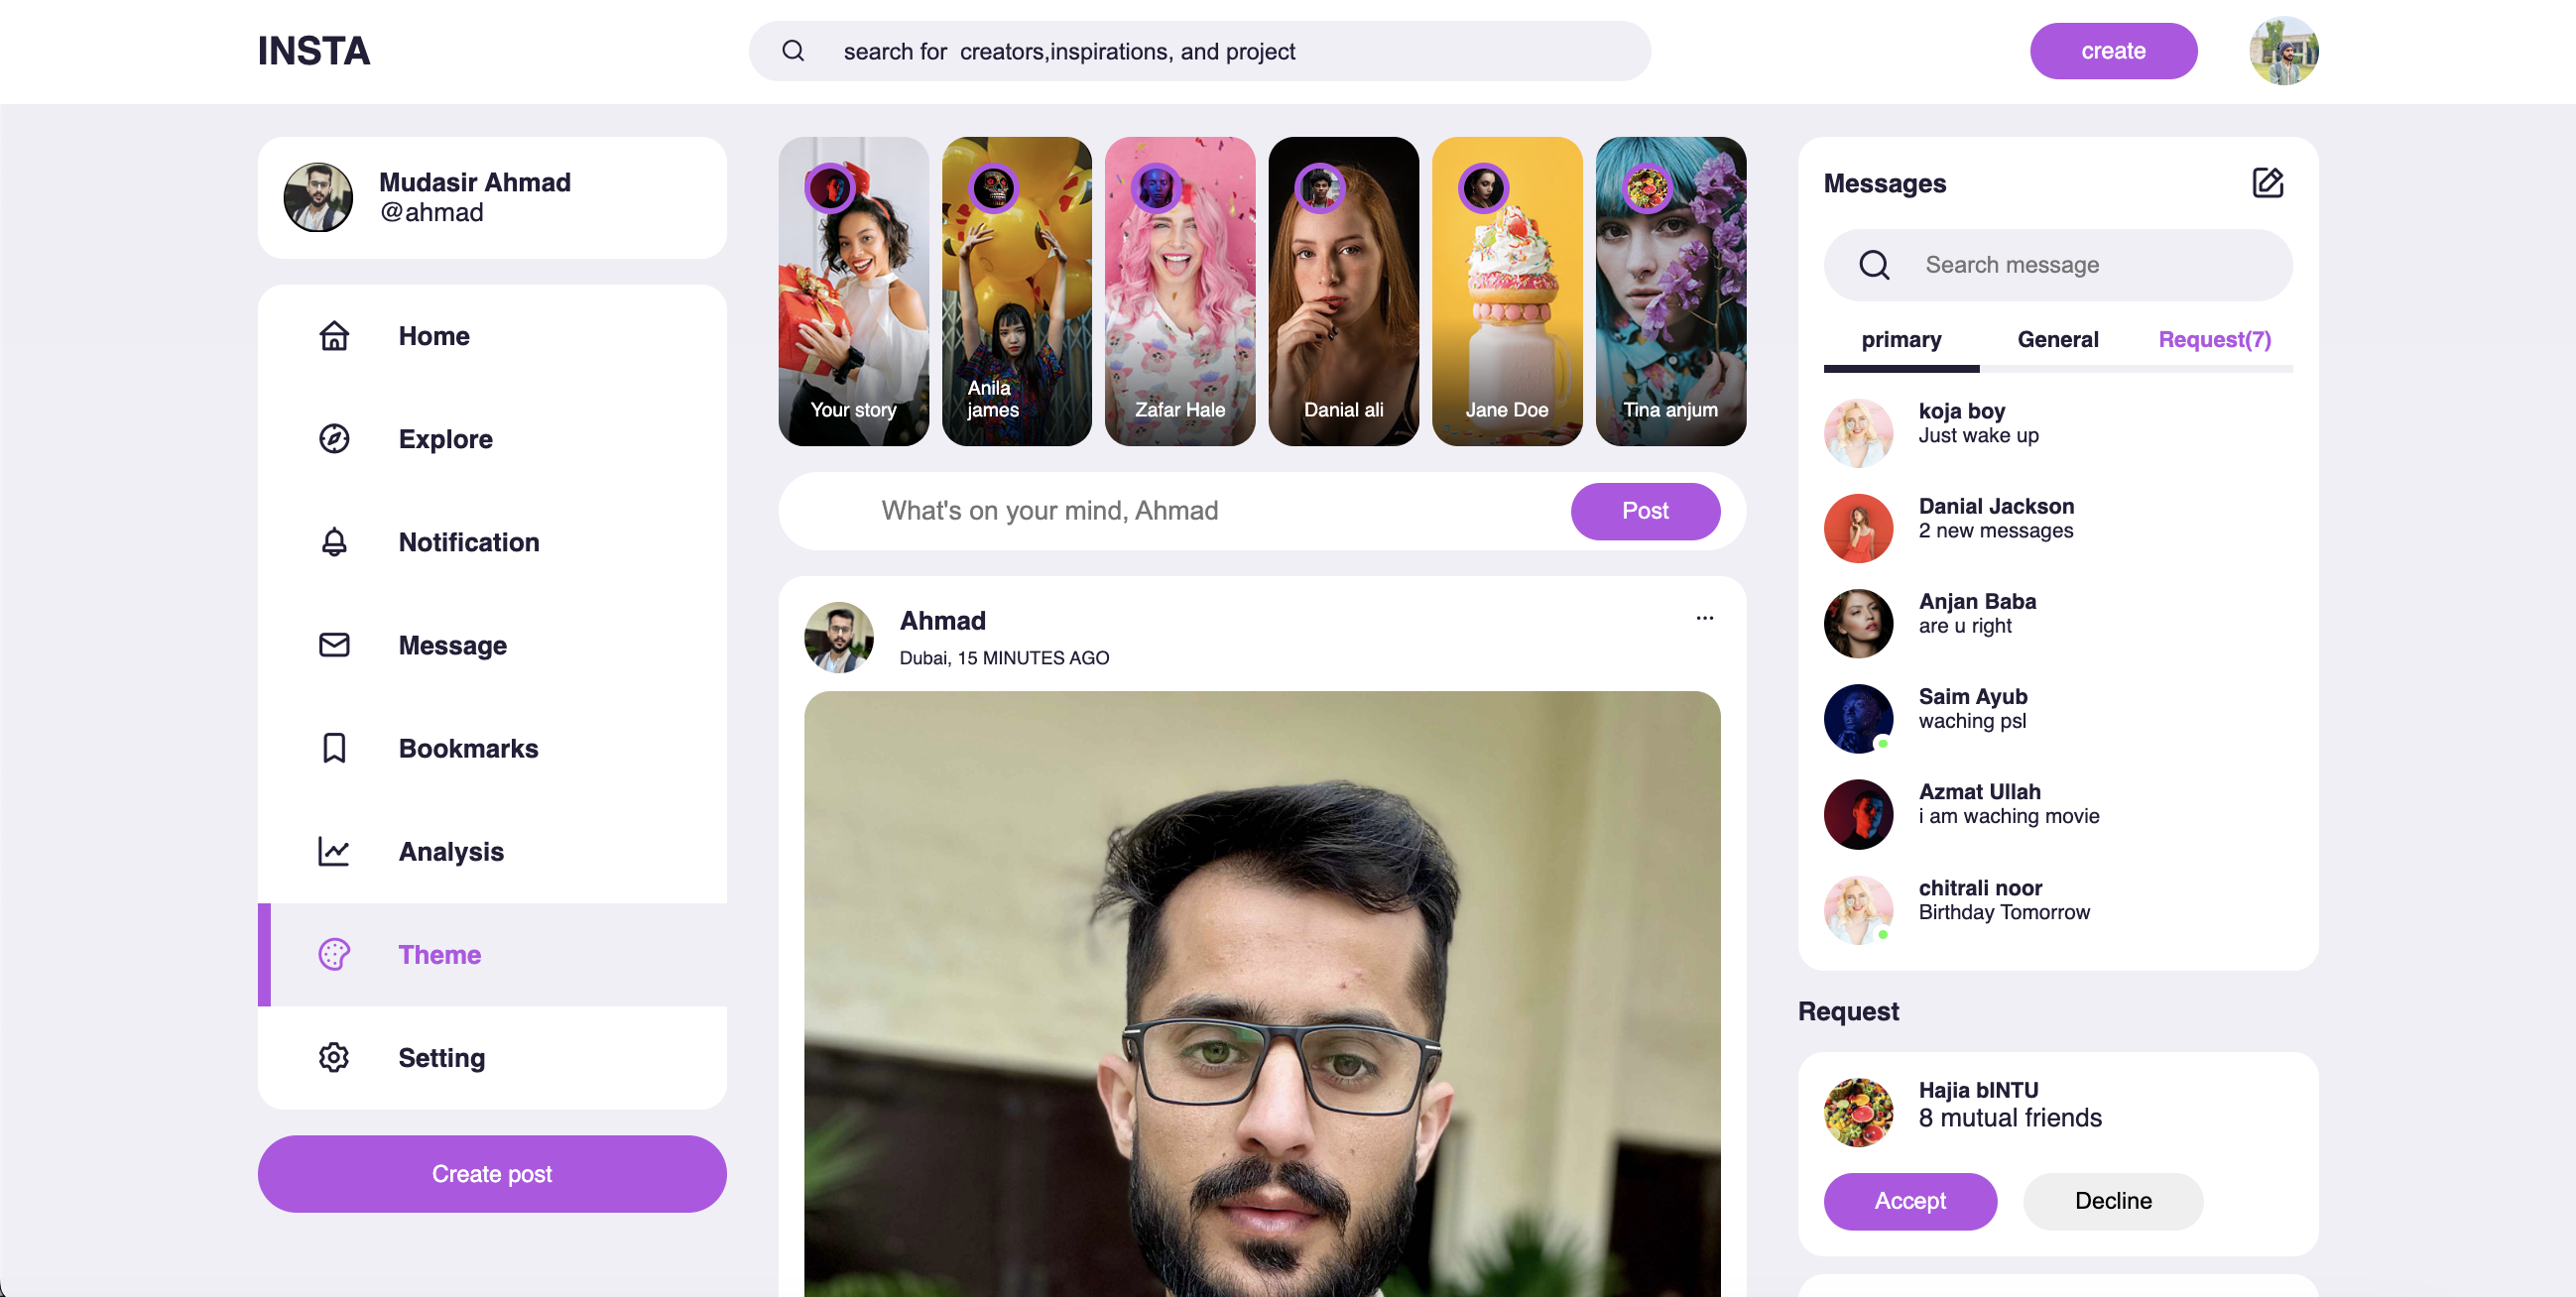 INSTA
search for  creators,inspirations, and project
create
Mudasir Ahmad
@ahmad
Home
Explore
Notification
Message
Bookmarks
Analysis
Theme
Setting
Create post
Your story
Anila
james
Zafar Hale
Danial ali
Jane Doe
Tina anjum
What's on your mind, Ahmad
Post
Ahmad
Dubai, 15 MINUTES AGO
Messages
Search message
primary
General
Request(7)
koja boy
Just wake up
Danial Jackson
2 new messages
Anjan Baba
are u right
Saim Ayub
waching psl
Azmat Ullah
i am waching movie
chitrali noor
Birthday Tomorrow
Request
Hajia bINTU
8 mutual friends
Accept
Decline